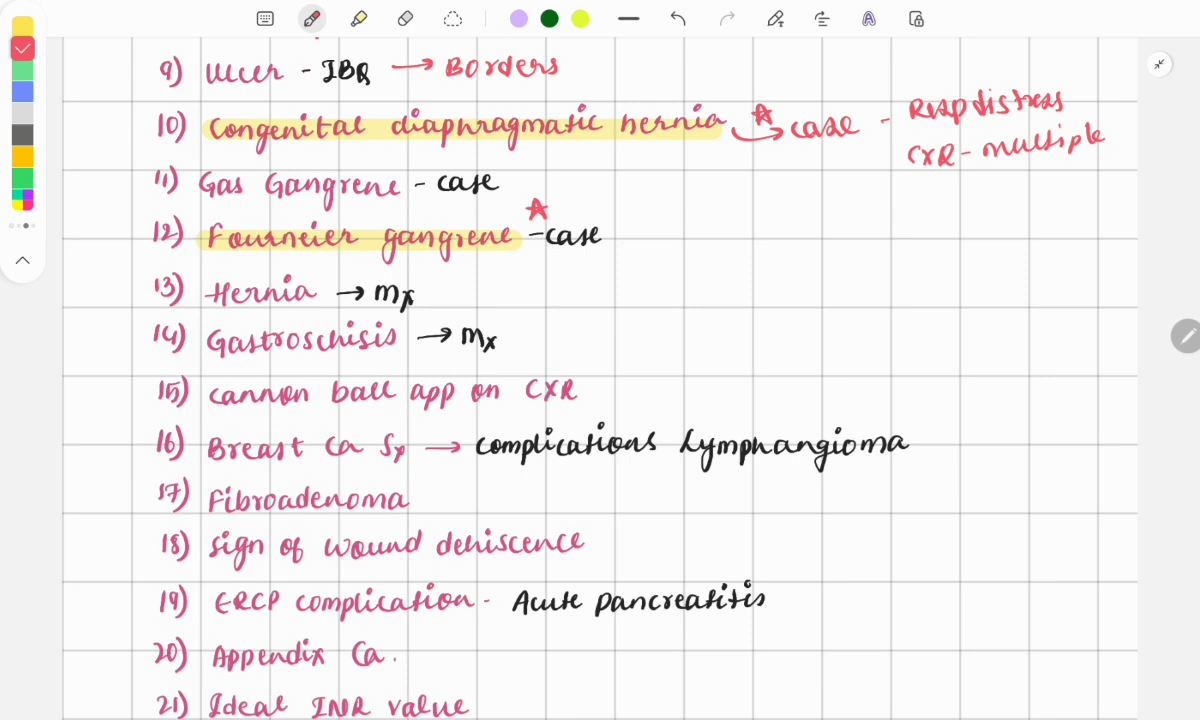 9) Ulcer - IBQ → Borders
10) Congenital diaphragmatic hernia → case - Resp distress
CXR - multiple
11) Gas Gangrene - case
12) Fourneier gangrene - case
13) Hernia → Mx
14) Gastroschisis → Mx
15) cannon ball app on CXR
16) Breast Ca Sx → complications lymphangioma
17) Fibroadenoma
18) sign of wound dehiscence
19) ERCP complication - Acute pancreatitis
20) Appendix Ca.
21) Ideal INR value